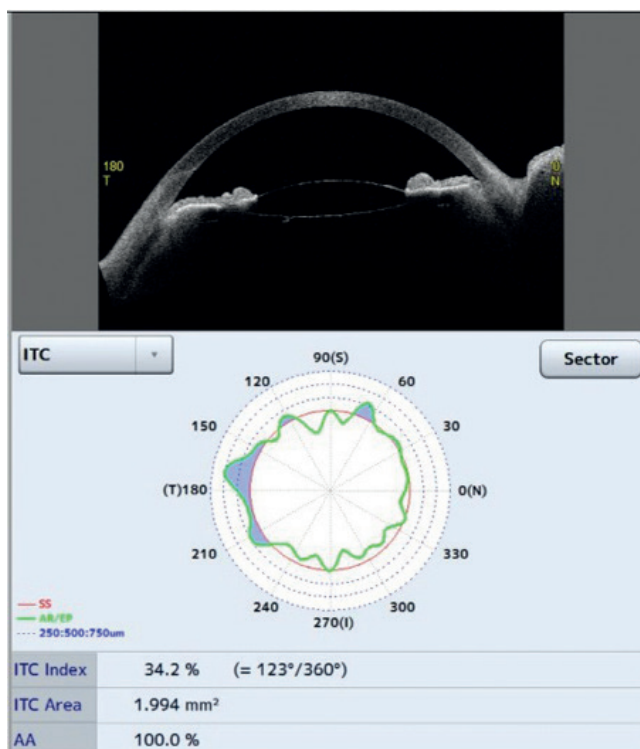 180
T
0
N
ITC
Sector
90(S)
120
60
150
30
(T)180
0(N)
210
330
240
300
270(I)
SS
AR/EP
250:500:750um
ITC Index 34.2 % (= 123°/360°)
ITC Area 1.994 mm²
AA 100.0 %